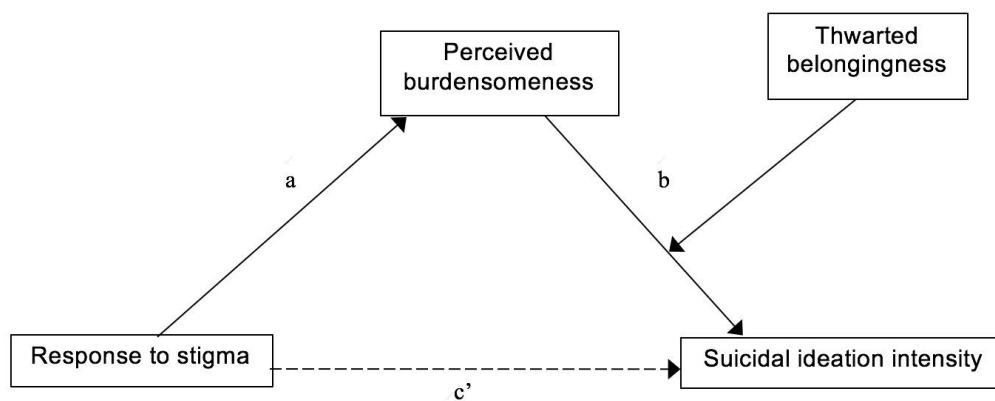 Perceived
burdensomeness
Thwarted
belongingness
a
b
Response to stigma
Suicidal ideation intensity
c’